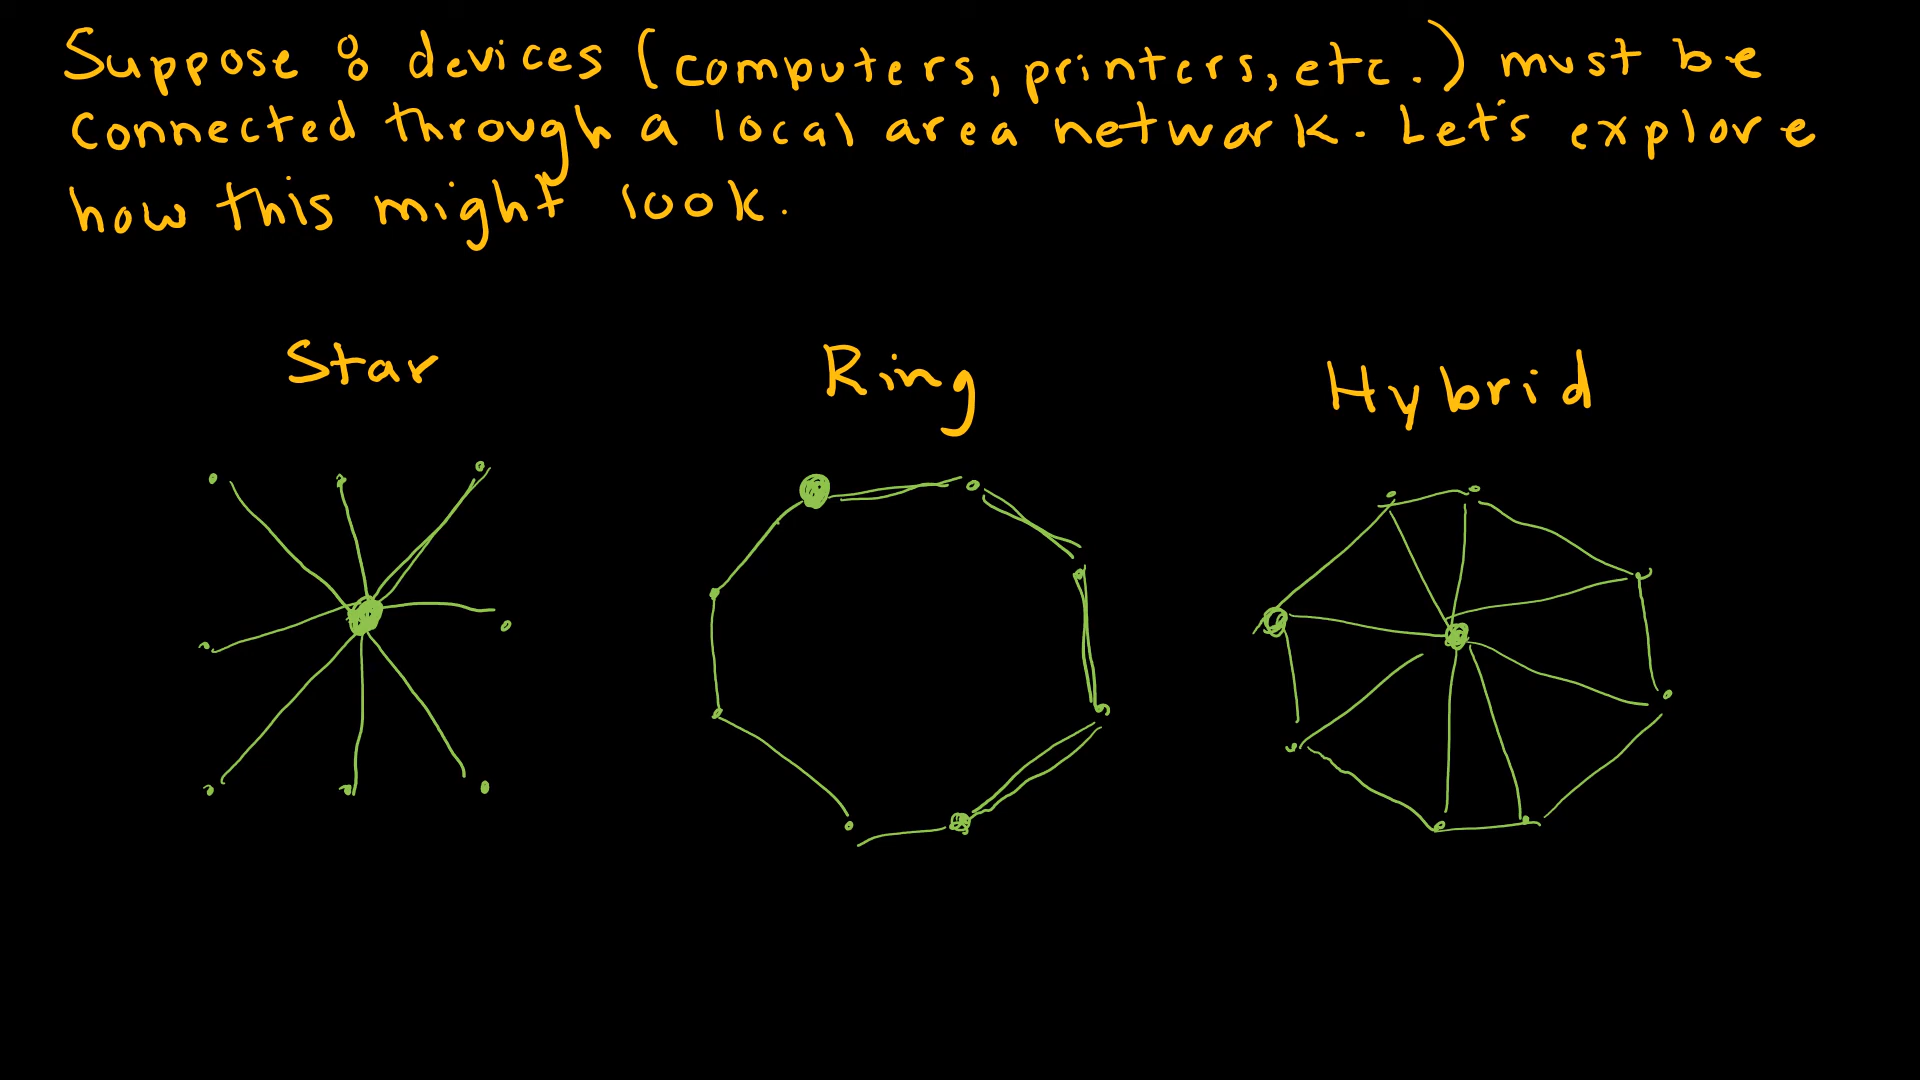 Suppose 8 devices (computers, printers, etc.) must be
connected through a local area network. Let's explore
how this might look.
Star Ring Hybrid